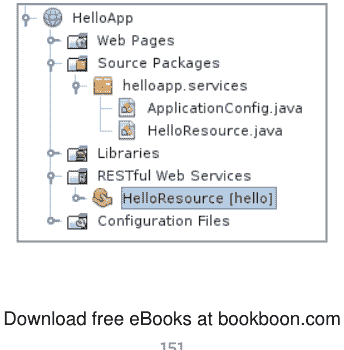 HelloApp
Web Pages
Source Packages
helloapp.services
ApplicationConfig.java
HelloResource.java
Libraries
RESTful Web Services
HelloResource [hello]
Configuration Files
Download free eBooks at bookboon.com
151